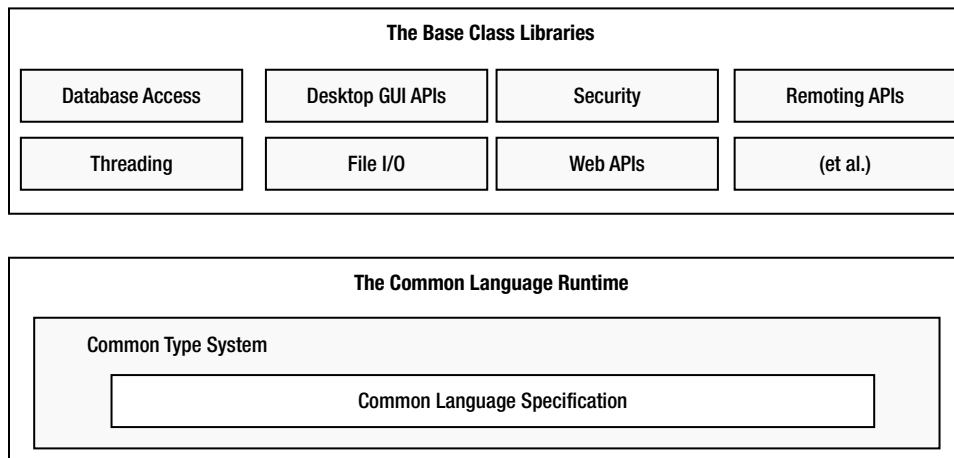 The Base Class Libraries
Database Access
Desktop GUI APIs
Security
Remoting APIs
Threading
File I/O
Web APIs
(et al.)
The Common Language Runtime
Common Type System
Common Language Specification